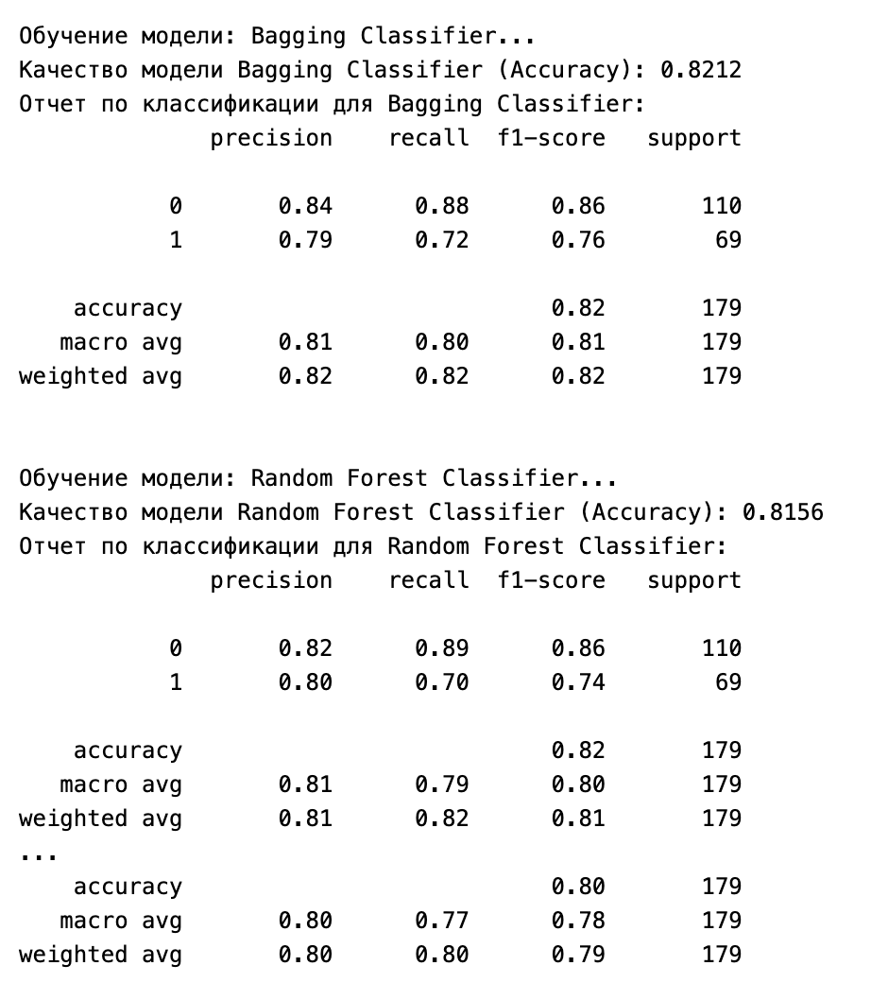 Обучение модели: Bagging Classifier...
Качество модели Bagging Classifier (Accuracy): 0.8212
Отчет по классификации для Bagging Classifier:
precision recall f1-score support
0 0.84 0.88 0.86 110
1 0.79 0.72 0.76 69
accuracy 0.82 179
macro avg 0.81 0.80 0.81 179
weighted avg 0.82 0.82 0.82 179
Обучение модели: Random Forest Classifier...
Качество модели Random Forest Classifier (Accuracy): 0.8156
Отчет по классификации для Random Forest Classifier:
precision recall f1-score support
0 0.82 0.89 0.86 110
1 0.80 0.70 0.74 69
accuracy 0.82 179
macro avg 0.81 0.79 0.80 179
weighted avg 0.81 0.82 0.81 179
...
accuracy 0.80 179
macro avg 0.80 0.77 0.78 179
weighted avg 0.80 0.80 0.79 179